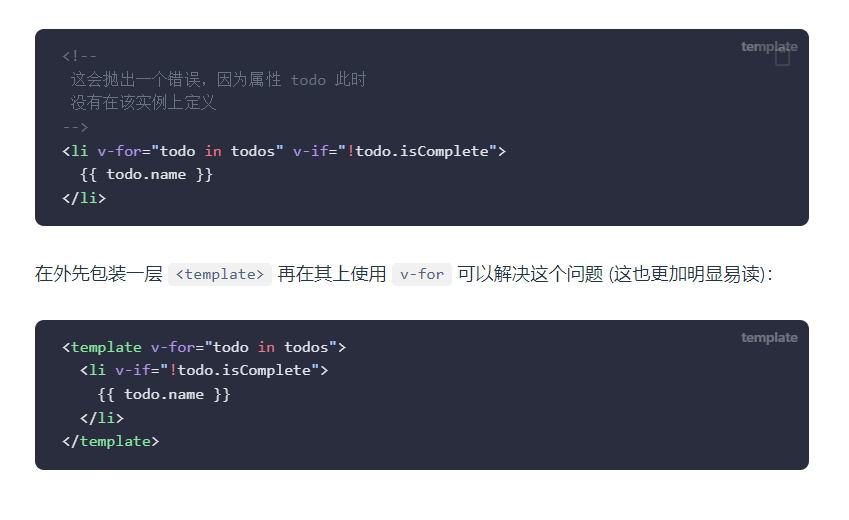 template
<!--
这会抛出一个错误，因为属性 todo 此时
没有在该实例上定义
-->
<li v-for="todo in todos" v-if="!todo.isComplete">
{{ todo.name }}
</li>
在外先包装一层 <template> 再在其上使用 v-for 可以解决这个问题 (这也更加明显易读)：
template
<template v-for="todo in todos">
<li v-if="!todo.isComplete">
{{ todo.name }}
</li>
</template>